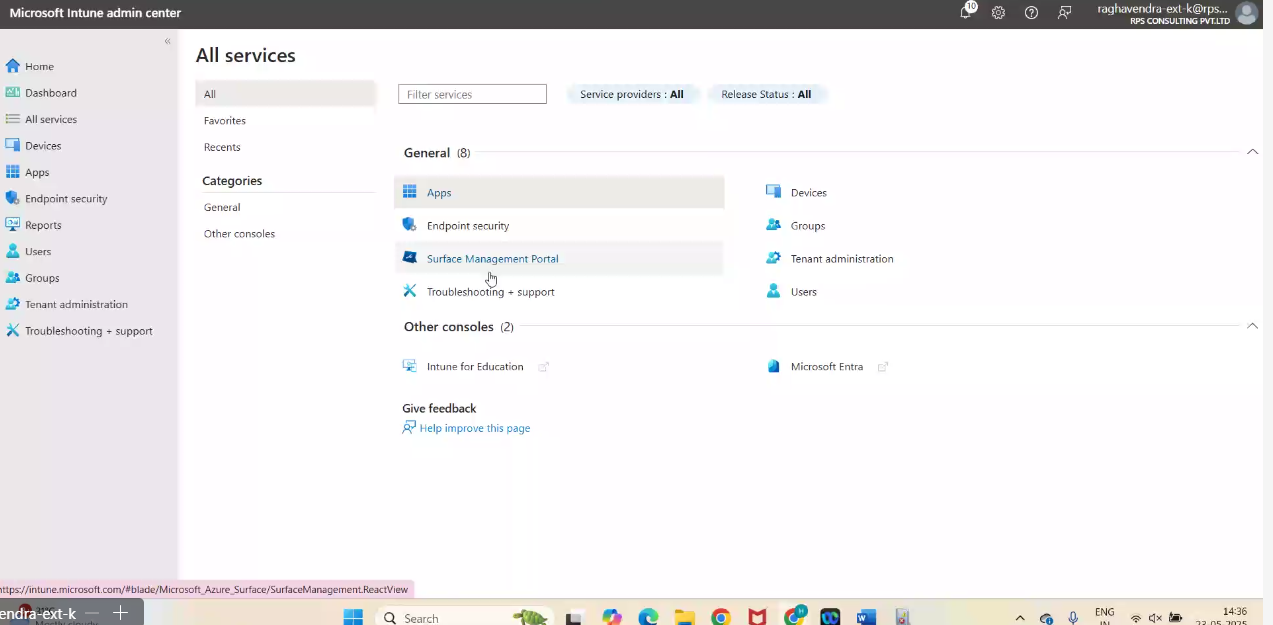 Microsoft Intune admin center
10
raghavendra-ext-k@rps...
RPS CONSULTING PVT.LTD
«
Home
Dashboard
All services
Devices
Apps
Endpoint security
Reports
Users
Groups
Tenant administration
Troubleshooting + support
All services
All
Favorites
Recents
Categories
General
Other consoles
Filter services
Service providers : All
Release Status : All
General (8)
Apps
Devices
Endpoint security
Groups
Surface Management Portal
Tenant administration
Troubleshooting + support
Users
Other consoles (2)
Intune for Education
Microsoft Entra
Give feedback
Help improve this page
https://intune.microsoft.com/#blade/Microsoft_Azure_Surface/SurfaceManagement.ReactView
endra-ext-k
Search
ENG
IN
14:36
23-05-2025